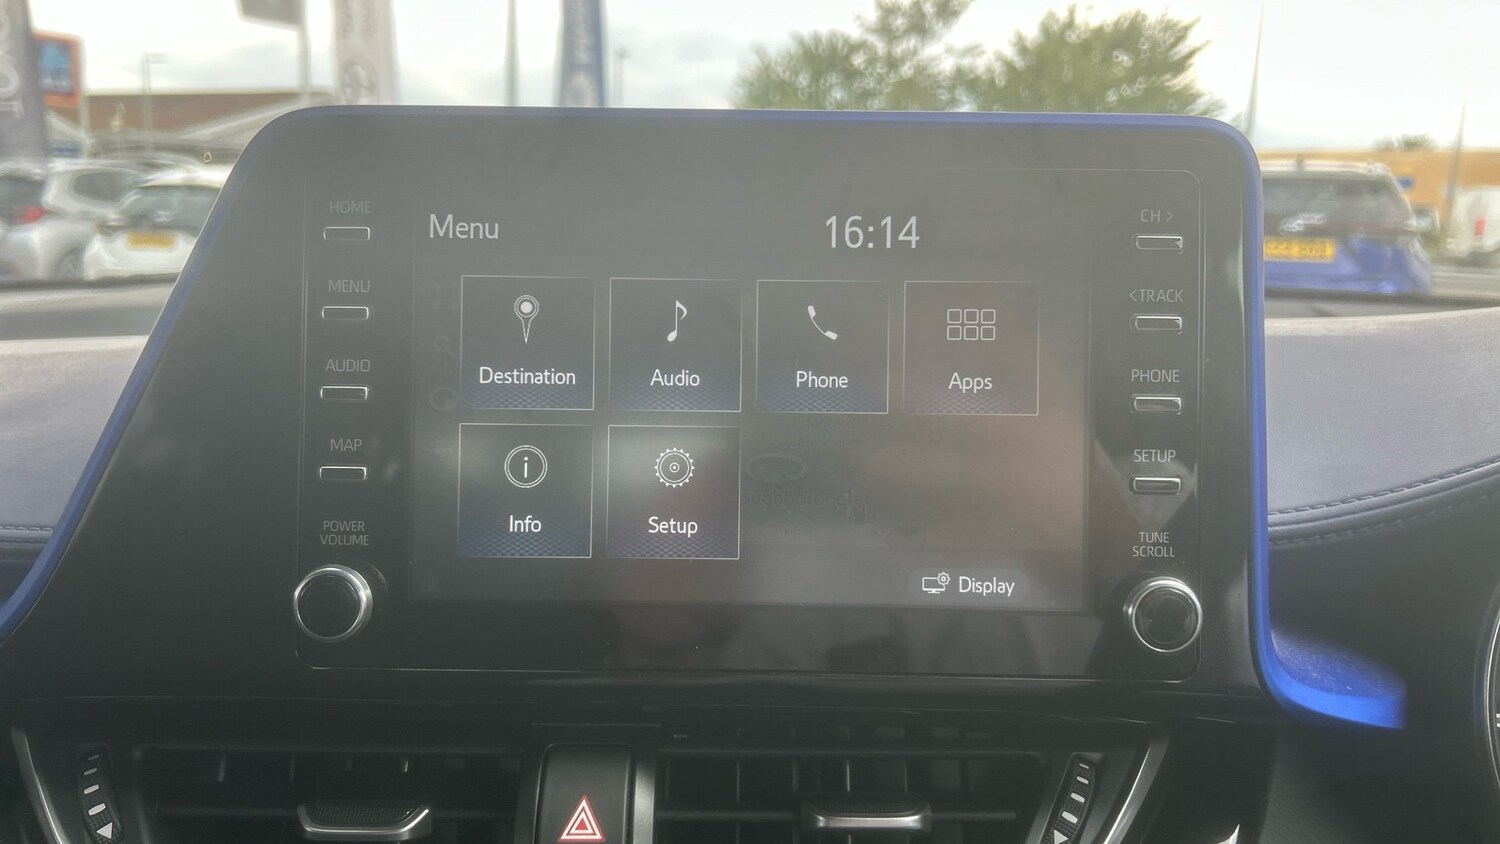 HOME
MENU
AUDIO
MAP
POWER
VOLUME
Menu
16:14
Destination
Audio
Phone
Apps
Info
Setup
Display
CH >
< TRACK
PHONE
SETUP
TUNE
SCROLL